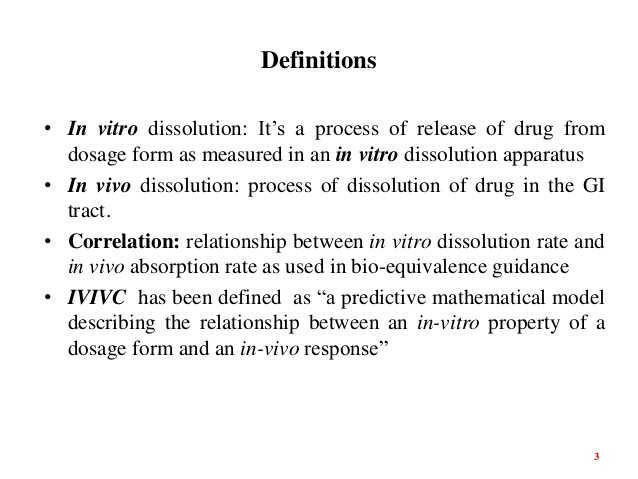 Definitions
• In vitro dissolution: It’s a process of release of drug from
dosage form as measured in an in vitro dissolution apparatus
• In vivo dissolution: process of dissolution of drug in the GI
tract.
• Correlation: relationship between in vitro dissolution rate and
in vivo absorption rate as used in bio-equivalence guidance
• IVIVC has been defined as “a predictive mathematical model
describing the relationship between an in-vitro property of a
dosage form and an in-vivo response”
3